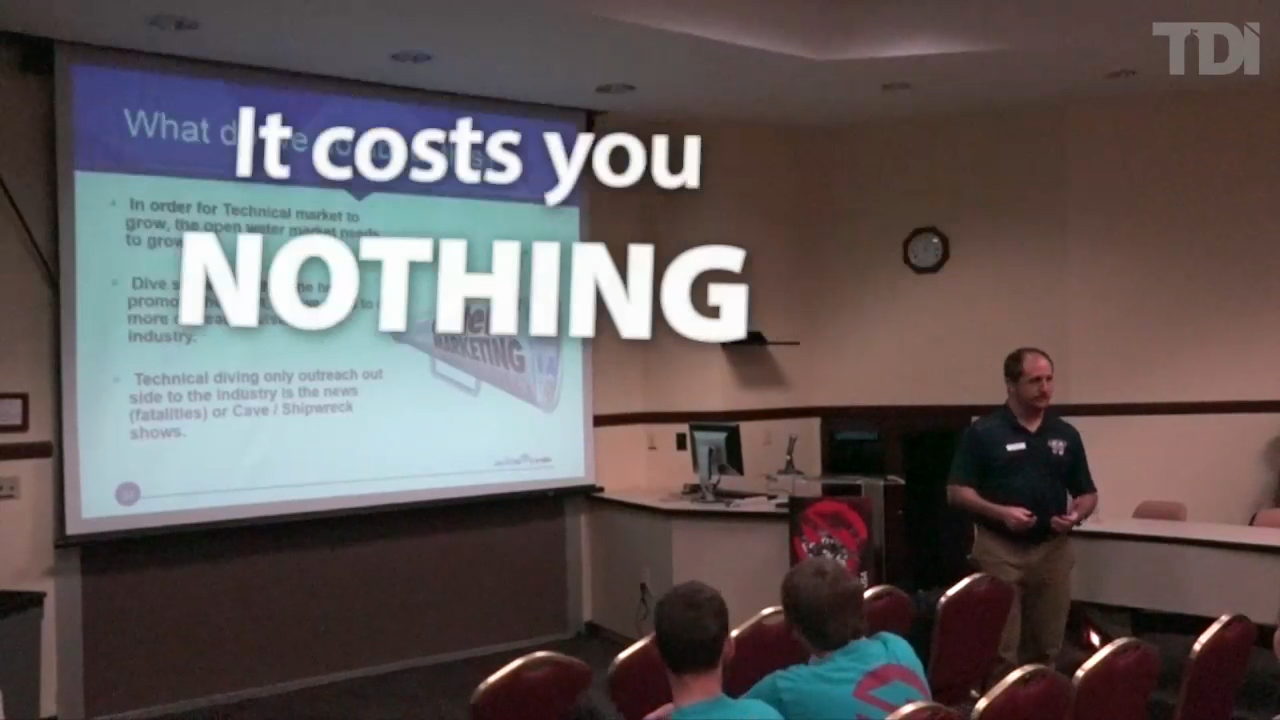 TDI
What d
It costs you
NOTHING
In order for Technical market to
grow, the open water market needs
to grow
Dive
promo
more
industry.
MARKETING
Technical diving only outreach out
side to the industry is the news
(fatalities) or Cave / Shipwreck
shows.